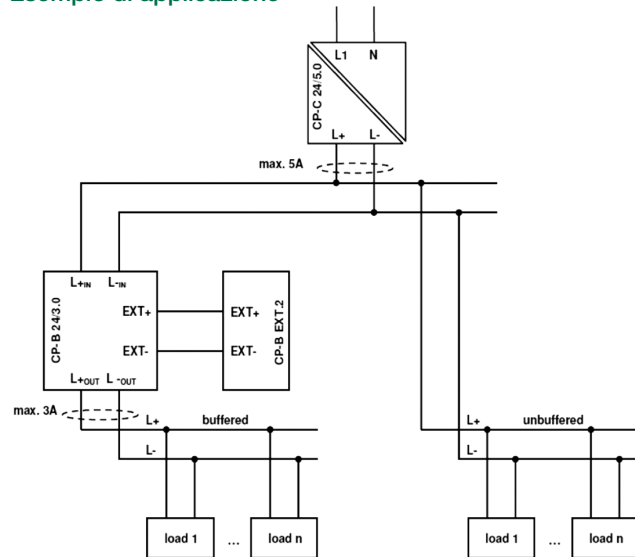 Esempio di applicazione
L1 N
CP-C 24/5.0
L+ L-
max. 5A
L+IN L-IN
CP-B 24/3.0
EXT+ EXT+
CP-B EXT.2
EXT- EXT-
L+OUT L -OUT
max. 3A
L+ buffered
L-
L+ unbuffered
L-
load 1 ... load n
load 1 ... load n